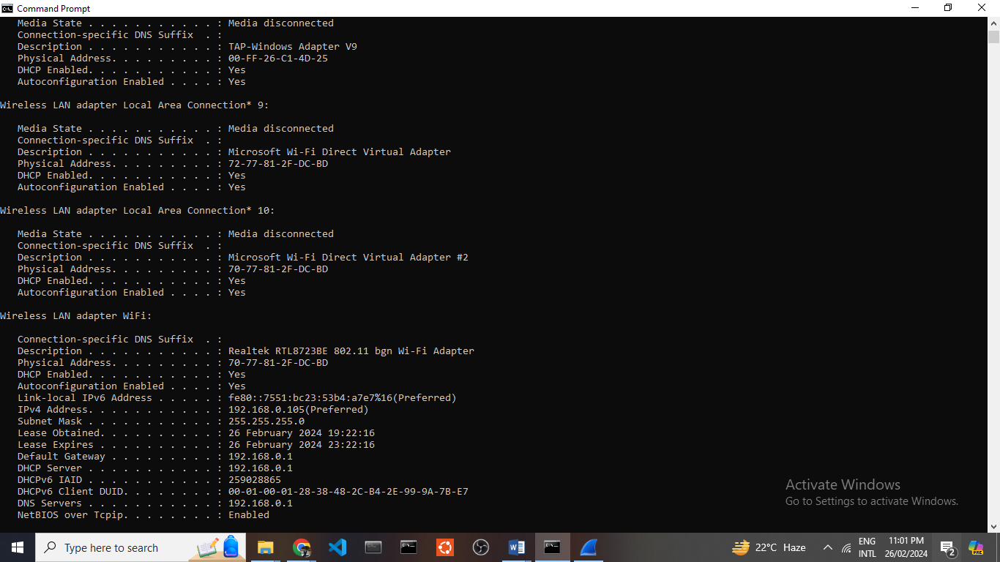 Command Prompt
Media State . . . . . . . . . . . : Media disconnected
Connection-specific DNS Suffix  . :
Description . . . . . . . . . . . : TAP-Windows Adapter V9
Physical Address. . . . . . . . . : 00-FF-26-C1-4D-25
DHCP Enabled. . . . . . . . . . . : Yes
Autoconfiguration Enabled . . . . : Yes
Wireless LAN adapter Local Area Connection* 9:
Media State . . . . . . . . . . . : Media disconnected
Connection-specific DNS Suffix  . :
Description . . . . . . . . . . . : Microsoft Wi-Fi Direct Virtual Adapter
Physical Address. . . . . . . . . : 72-77-81-2F-DC-BD
DHCP Enabled. . . . . . . . . . . : Yes
Autoconfiguration Enabled . . . . : Yes
Wireless LAN adapter Local Area Connection* 10:
Media State . . . . . . . . . . . : Media disconnected
Connection-specific DNS Suffix  . :
Description . . . . . . . . . . . : Microsoft Wi-Fi Direct Virtual Adapter #2
Physical Address. . . . . . . . . : 70-77-81-2F-DC-BD
DHCP Enabled. . . . . . . . . . . : Yes
Autoconfiguration Enabled . . . . : Yes
Wireless LAN adapter WiFi:
Connection-specific DNS Suffix  . :
Description . . . . . . . . . . . : Realtek RTL8723BE 802.11 bgn Wi-Fi Adapter
Physical Address. . . . . . . . . : 70-77-81-2F-DC-BD
DHCP Enabled. . . . . . . . . . . : Yes
Autoconfiguration Enabled . . . . : Yes
Link-local IPv6 Address . . . . . : fe80::7551:bc23:53b4:a7e7%16(Preferred)
IPv4 Address. . . . . . . . . . . : 192.168.0.105(Preferred)
Subnet Mask . . . . . . . . . . . : 255.255.255.0
Lease Obtained. . . . . . . . . . : 26 February 2024 19:22:16
Lease Expires . . . . . . . . . . : 26 February 2024 23:22:16
Default Gateway . . . . . . . . . : 192.168.0.1
DHCP Server . . . . . . . . . . . : 192.168.0.1
DHCPv6 IAID . . . . . . . . . . . : 259028865
DHCPv6 Client DUID. . . . . . . . : 00-01-00-01-28-38-48-2C-B4-2E-99-9A-7B-E7
DNS Servers . . . . . . . . . . . : 192.168.0.1
NetBIOS over Tcpip. . . . . . . . : Enabled
Activate Windows
Go to Settings to activate Windows.
Type here to search
22°C Haze
ENG
INTL
11:01 PM
26/02/2024
2
PRE